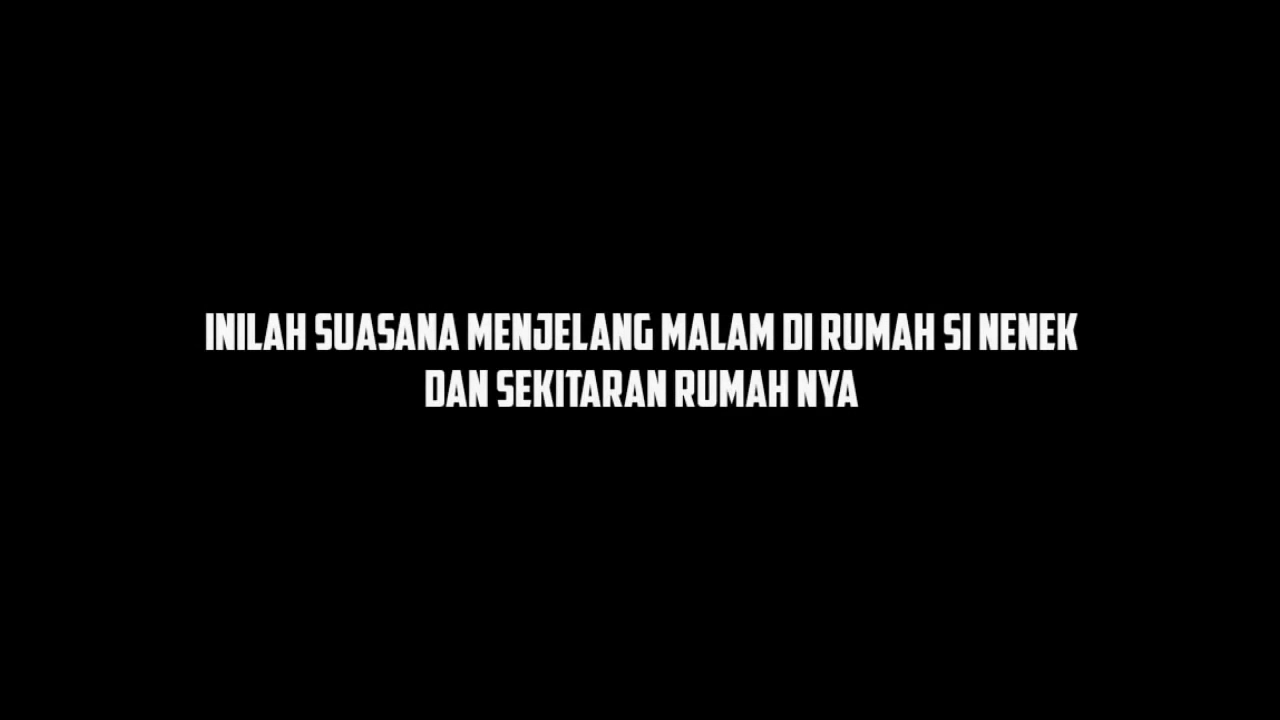 INILAH SUASANA MENJELANG MALAM DI RUMAH SI NENEK
DAN SEKITARAN RUMAH NYA